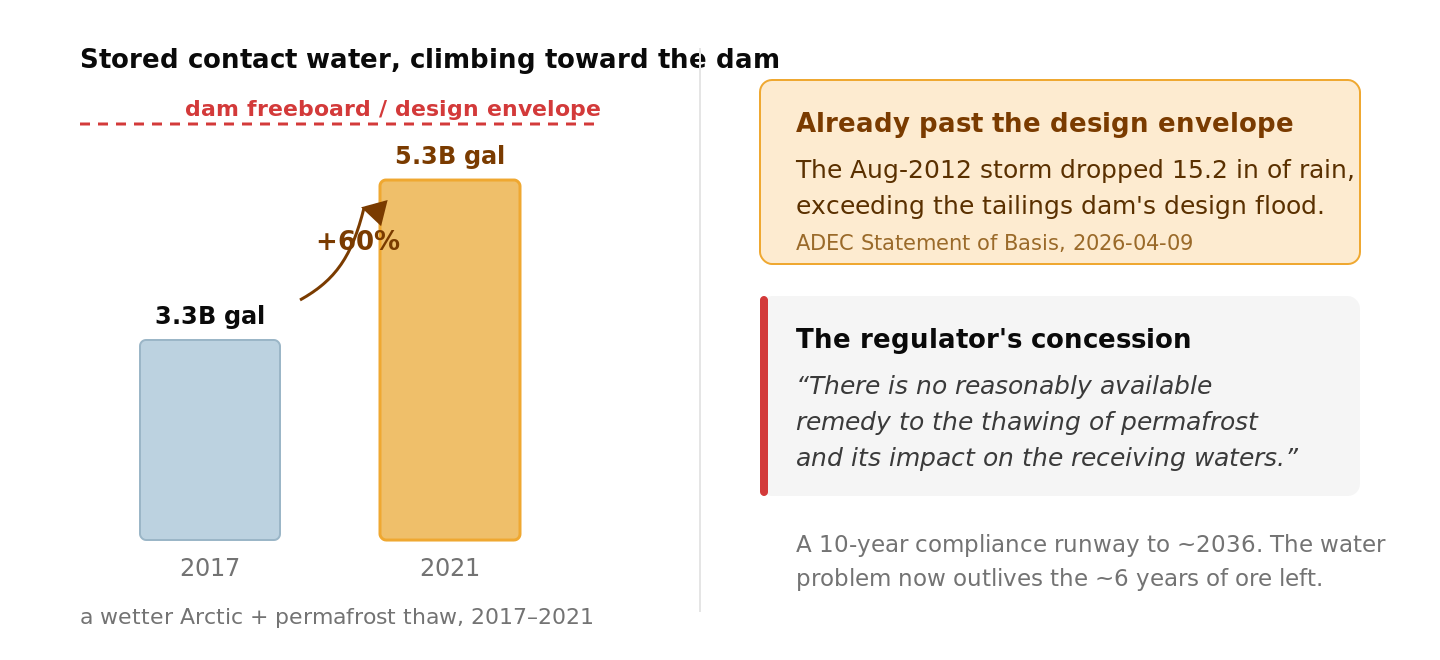 Stored contact water, climbing toward the dam
dam freeboard / design envelope
5.3B gal
+60%
3.3B gal
2017
2021
a wetter Arctic + permafrost thaw, 2017–2021
Already past the design envelope
The Aug-2012 storm dropped 15.2 in of rain,
exceeding the tailings dam's design flood.
ADEC Statement of Basis, 2026-04-09
The regulator's concession
“There is no reasonably available
remedy to the thawing of permafrost
and its impact on the receiving waters.”
A 10-year compliance runway to ~2036. The water
problem now outlives the ~6 years of ore left.